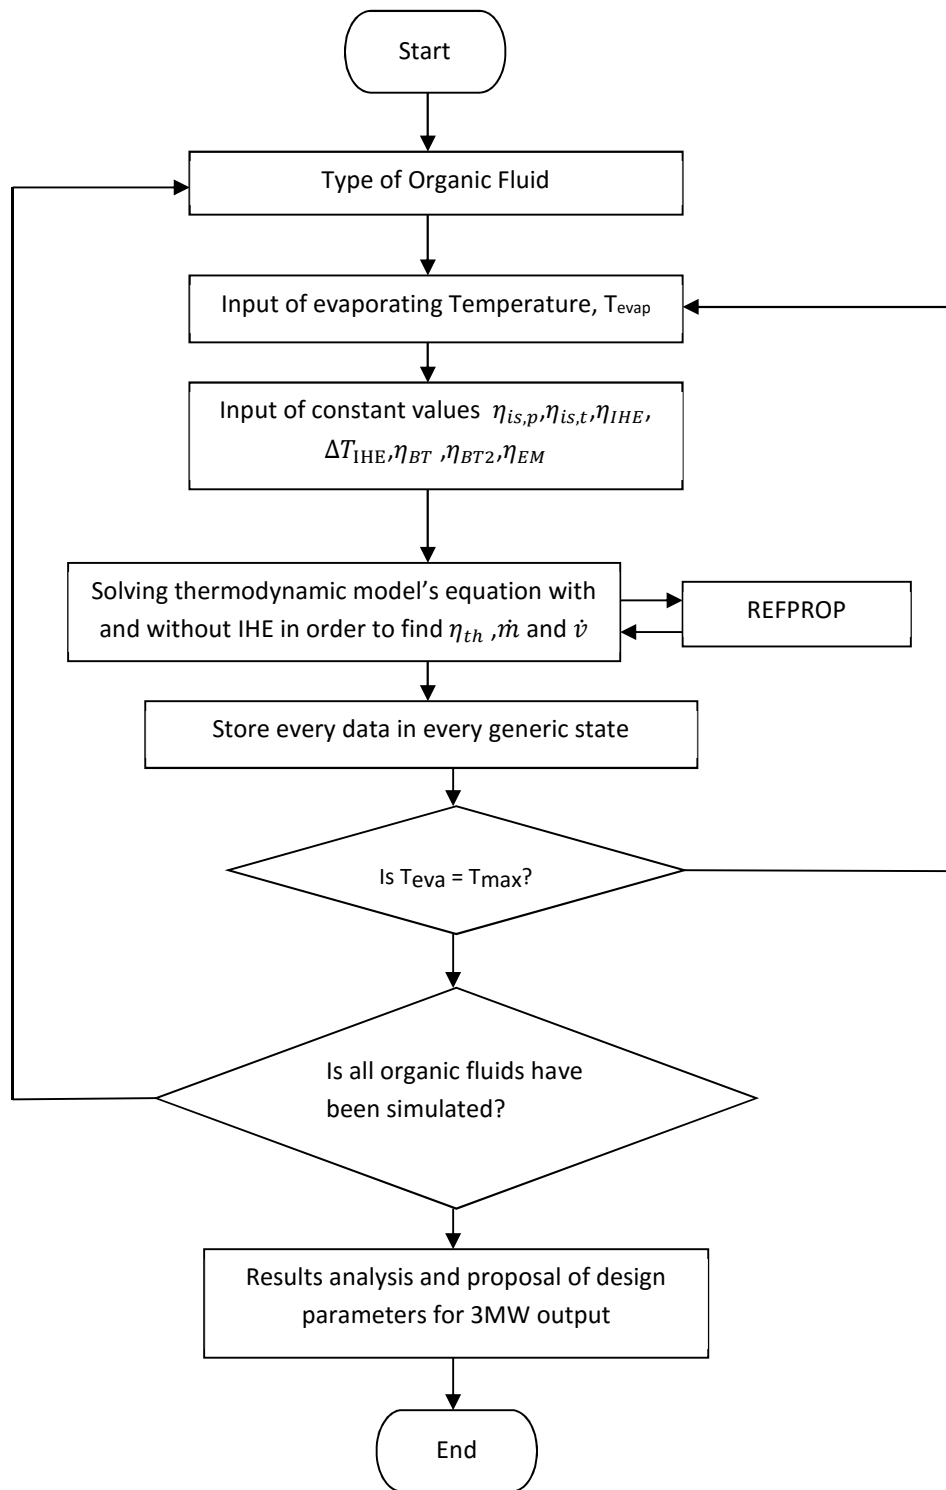 Start
Type of Organic Fluid
Input of evaporating Temperature, Tevap
Input of constant values ηis,p,ηis,t,ηIHE,
ΔTIHE,ηBT ,ηBT2,ηEM
Solving thermodynamic model’s equation with
and without IHE in order to find ηth ,ṁ and v̇
REFPROP
Store every data in every generic state
Is Teva = Tmax?
Is all organic fluids have
been simulated?
Results analysis and proposal of design
parameters for 3MW output
End